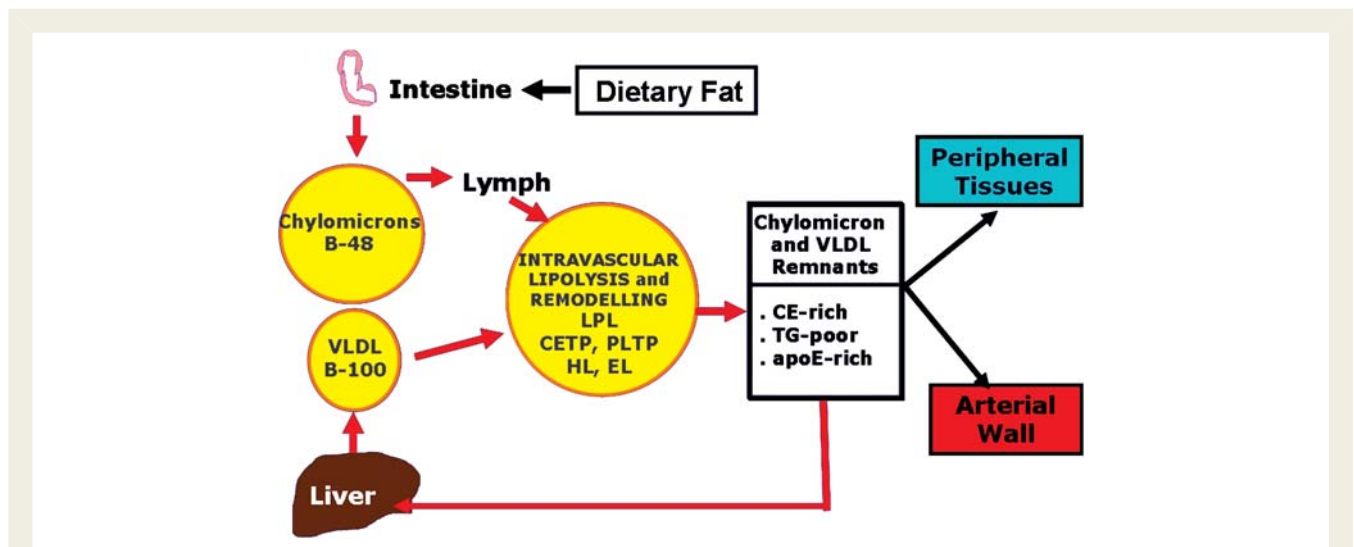 Intestine
Dietary Fat
Chylomicrons
B-48
Lymph
VLDL
B-100
Liver
INTRAVASCULAR
LIPOLYSIS and
REMODELLING
LPL
CETP, PLTP
HL, EL
Chylomicron
and VLDL
Remnants
. CE-rich
. TG-poor
. apoE-rich
Peripheral
Tissues
Arterial
Wall